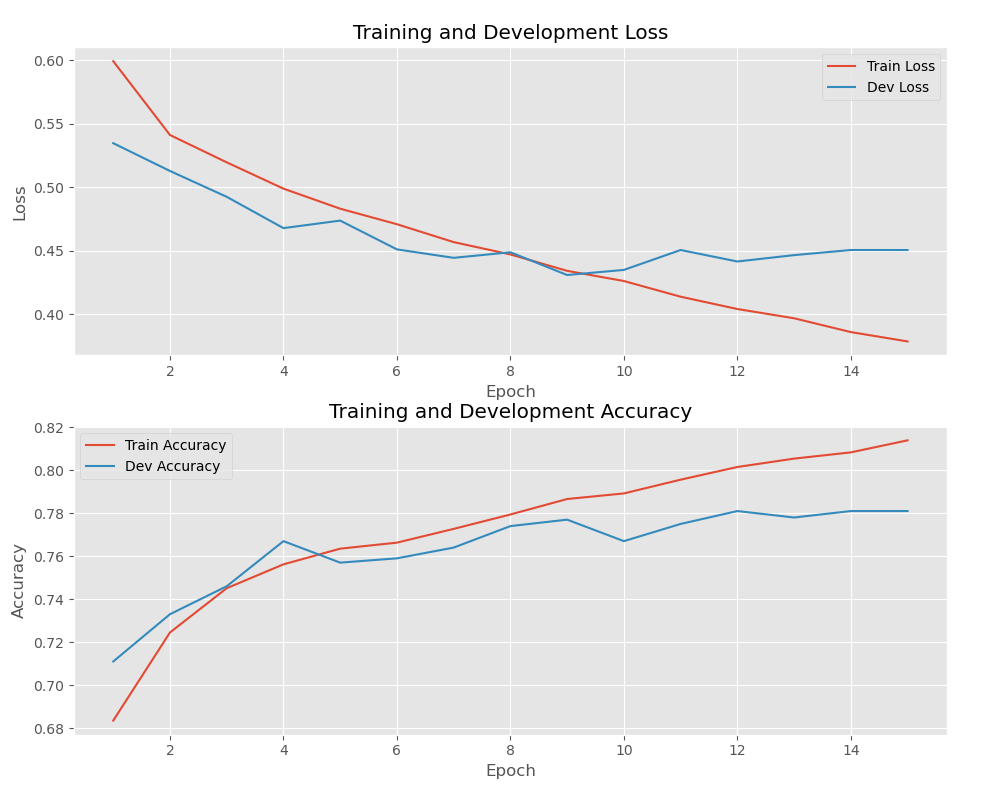 Training and Development Loss
Train Loss
Dev Loss
Loss
0.60
0.55
0.50
0.45
0.40
2 4 6 8 10 12 14
Epoch
Training and Development Accuracy
Train Accuracy
Dev Accuracy
Accuracy
0.82
0.80
0.78
0.76
0.74
0.72
0.70
0.68
2 4 6 8 10 12 14
Epoch